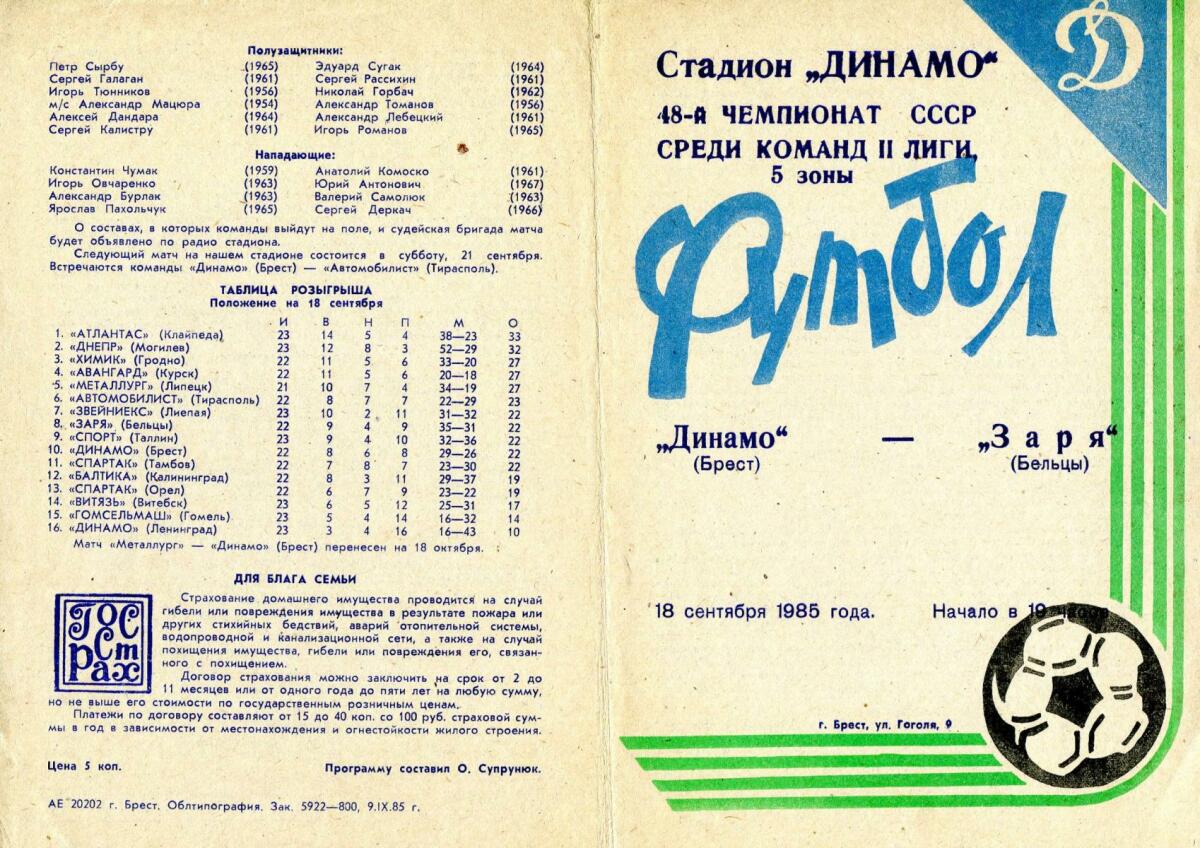 Полузащитники:
Петр Сырбу (1965) Эдуард Сугак (1964)
Сергей Галаган (1961) Сергей Рассихин (1961)
Игорь Тюнников (1956) Николай Горбач (1962)
м/с Александр Мацюра (1954) Александр Томанов (1956)
Алексей Дандара (1964) Александр Лебецкий (1961)
Сергей Калистру (1961) Игорь Романов (1965)
Нападающие:
Константин Чумак (1959) Анатолий Комоско (1961)
Игорь Овчаренко (1963) Юрий Антонович (1967)
Александр Бурлак (1963) Валерий Самолюк (1963)
Ярослав Пахольчук (1965) Сергей Деркач (1966)
О составах, в которых команды выйдут на поле, и судейская бригада матча
будет объявлено по радио стадиона.
Следующий матч на нашем стадионе состоится в субботу, 21 сентября.
Встречаются команды «Динамо» (Брест) — «Автомобилист» (Тирасполь).
ТАБЛИЦА РОЗЫГРЫША
Положение на 18 сентября
И В Н П М О
1. «АТЛАНТАС» (Клайпеда) 23 14 5 4 38—23 33
2. «ДНЕПР» (Могилев) 23 12 8 3 52—29 32
3. «ХИМИК» (Гродно) 22 11 5 6 33—20 27
4. «АВАНГАРД» (Курск) 22 11 5 6 20—18 27
5. «МЕТАЛЛУРГ» (Липецк) 21 10 7 4 34—19 27
6. «АВТОМОБИЛИСТ» (Тирасполь) 22 8 7 7 22—29 23
7. «ЗВЕЙНИЕКС» (Лиепая) 23 10 2 11 31—32 22
8. «ЗАРЯ» (Бельцы) 22 9 4 9 35—31 22
9. «СПОРТ» (Таллин) 23 9 4 10 32—36 22
10. «ДИНАМО» (Брест) 22 8 6 8 29—26 22
11. «СПАРТАК» (Тамбов) 22 7 8 7 23—30 22
12. «БАЛТИКА» (Калининград) 22 8 3 11 29—37 19
13. «СПАРТАК» (Орел) 22 6 7 9 23—22 19
14. «ВИТЯЗЬ» (Витебск) 23 6 5 12 25—31 17
15. «ГОМСЕЛЬМАШ» (Гомель) 23 5 4 14 16—32 14
16. «ДИНАМО» (Ленинград) 23 3 4 16 16—43 10
Матч «Металлург» — «Динамо» (Брест) перенесен на 18 октября.
ДЛЯ БЛАГА СЕМЬИ
ГОС
Ст
Рах
Страхование домашнего имущества проводится на случай
гибели или повреждения имущества в результате пожара или
других стихийных бедствий, аварий отопительной системы,
водопроводной и канализационной сети, а также на случай
похищения имущества, гибели или повреждения его, связан-
ного с похищением.
Договор страхования можно заключить на срок от 2 до
11 месяцев или от одного года до пяти лет на любую сумму,
но не выше его стоимости по государственным розничным ценам.
Платежи по договору составляют от 15 до 40 коп. со 100 руб. страховой сум-
мы в год в зависимости от местонахождения и огнестойкости жилого строения.
Цена 5 коп. Программу составил О. Супрунюк.
АЕ 20202 г. Брест. Облтипография. Зак. 5922—800, 9.IX.85 г.
Д
Стадион „ДИНАМО“
48-й ЧЕМПИОНАТ СССР
СРЕДИ КОМАНД II ЛИГИ,
5 ЗОНЫ
Футбол
„Динамо“ — „Заря“
(Брест) (Бельцы)
18 сентября 1985 года. Начало в 19 часов
г. Брест, ул. Гоголя, 9